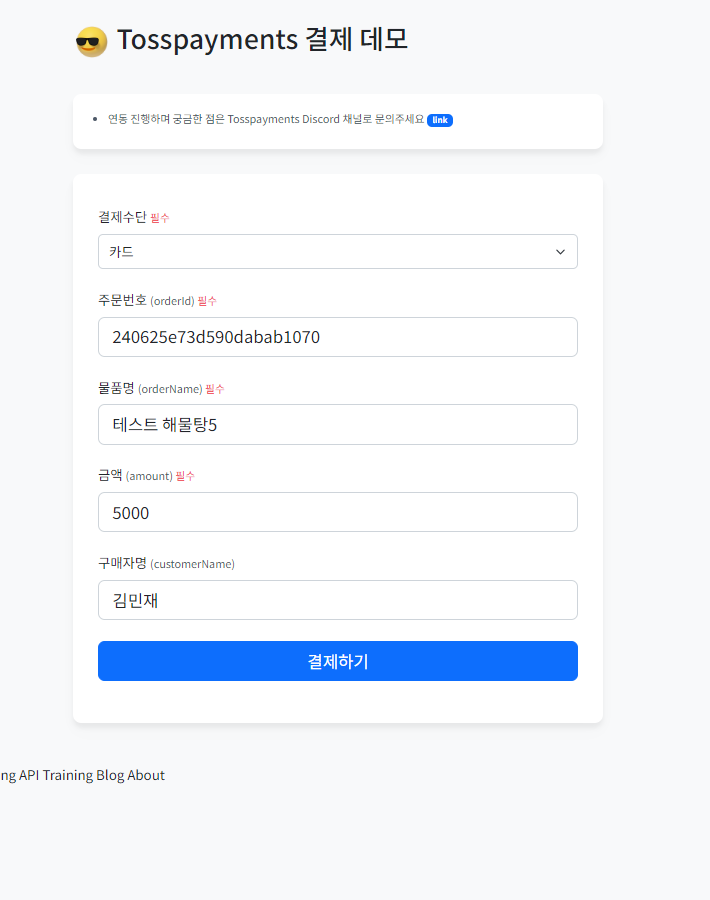 Tosspayments 결제 데모
연동 진행하며 궁금한 점은 Tosspayments Discord 채널로 문의주세요 link
결제수단 필수
카드
주문번호 (orderId) 필수
240625e73d590dabab1070
물품명 (orderName) 필수
테스트 해물탕5
금액 (amount) 필수
5000
구매자명 (customerName)
김민재
결제하기
ng API Training Blog About